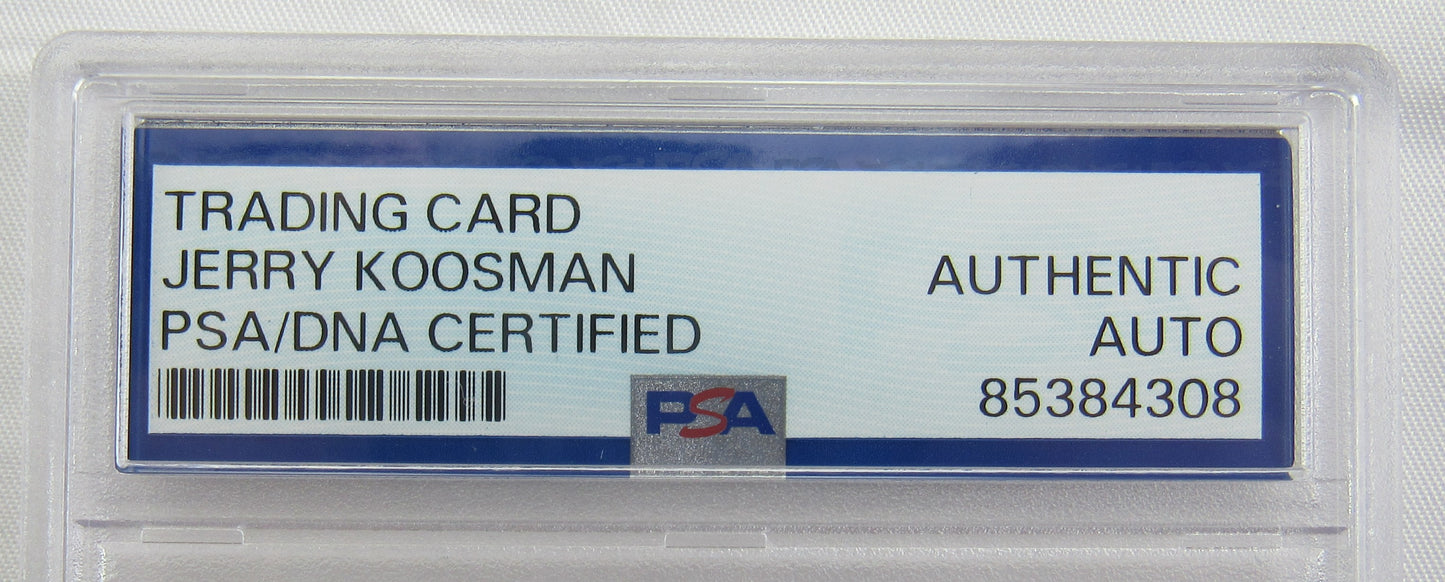 TRADING CARD
JERRY KOOSMAN
PSA/DNA CERTIFIED
AUTHENTIC
AUTO
85384308
PSA